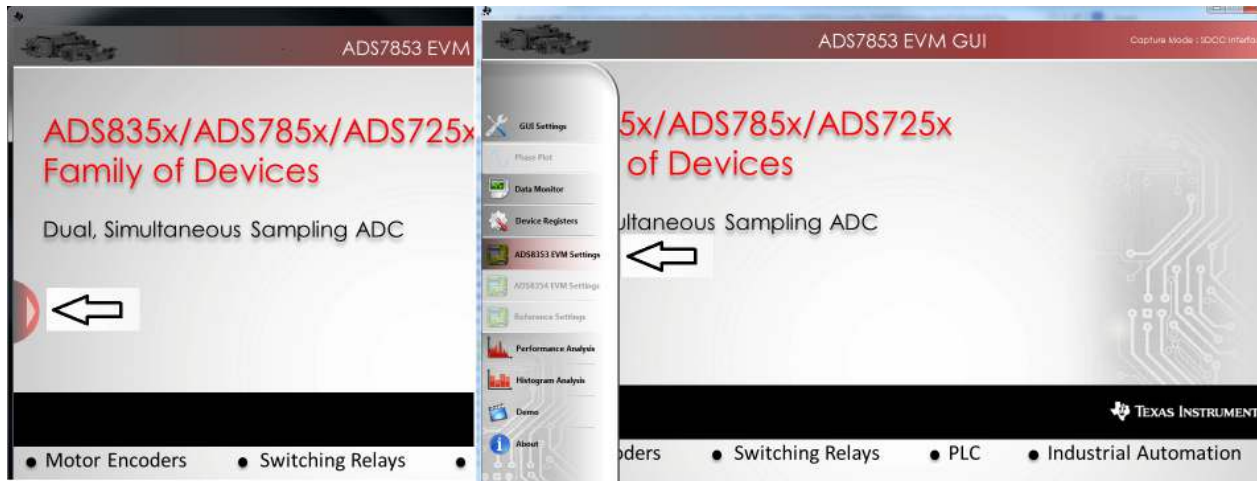 ADS7853 EVM
ADS835x/ADS785x/ADS725x
Family of Devices
Dual, Simultaneous Sampling ADC
Motor Encoders
Switching Relays
ADS7853 EVM GUI
Capture Mode : SDCC Interfa
GUI Settings
Phase Plot
Data Monitor
Device Registers
ADS8353 EVM Settings
ADS8354 EVM Settings
Reference Settings
Performance Analysis
Histogram Analysis
Demo
About
5x/ADS785x/ADS725x
of Devices
ultaneous Sampling ADC
TEXAS INSTRUMENT
oders
Switching Relays
PLC
Industrial Automation